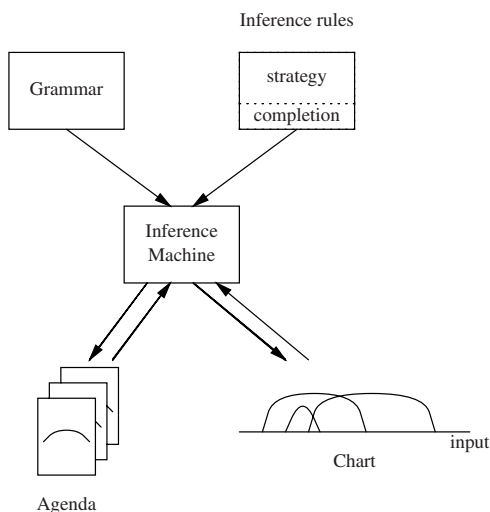 Inference rules
Grammar
strategy
completion
Inference
Machine
input
Chart
Agenda